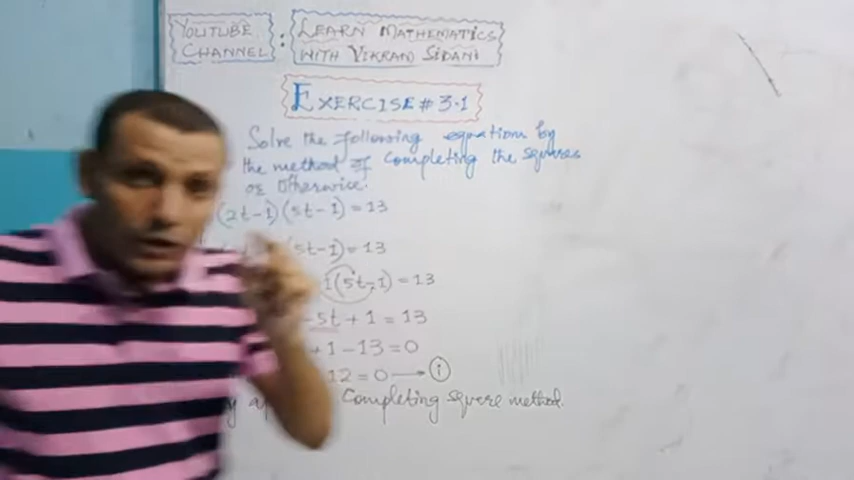 YOUTUBE CHANNEL : LEARN MATHEMATICS WITH VIKRAM SIDANI
EXERCISE # 3.1
Solve the following equation by
the method of completing the squares
or otherwise.
(2t-1)(5t-1)=13
(5t-1)=13
1(5t-1)=13
-5t+1=13
+1-13=0
12=0 → (i)
Completing square method.